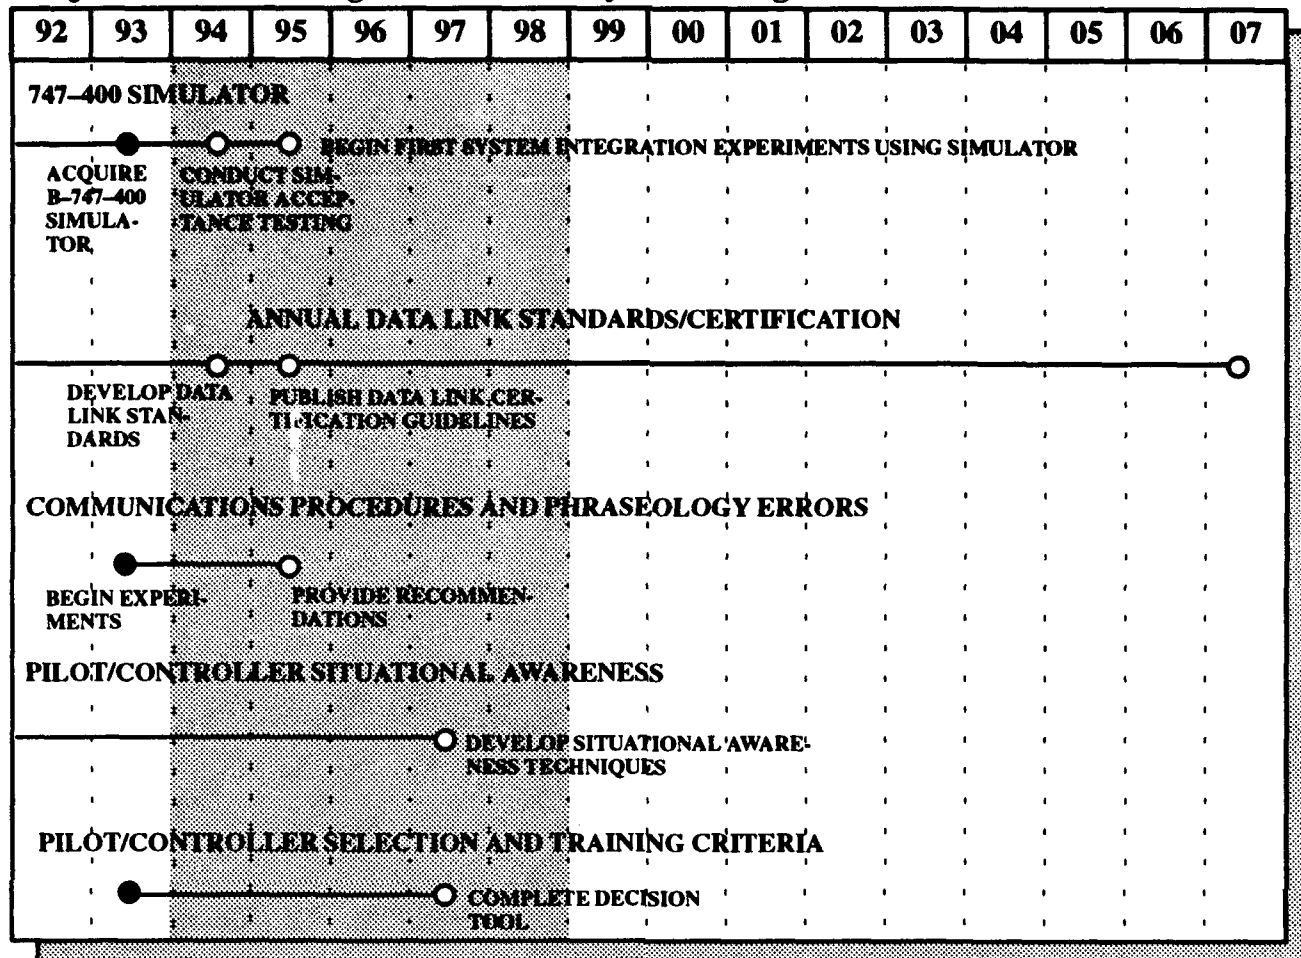 92 93 94 95 96 97 98 99 00 01 02 03 04 05 06 07
747–400 SIMULATOR
BEGIN FIRST SYSTEM INTEGRATION EXPERIMENTS USING SIMULATOR
ACQUIRE
B–747–400
SIMULA-
TOR
CONDUCT SIM-
ULATOR ACCEP-
TANCE TESTING
ANNUAL DATA LINK STANDARDS/CERTIFICATION
DEVELOP DATA
LINK STAN-
DARDS
PUBLISH DATA LINK CER-
TIFICATION GUIDELINES
COMMUNICATIONS PROCEDURES AND PHRASEOLOGY ERRORS
BEGIN EXPERI-
MENTS
PROVIDE RECOMMEN-
DATIONS
PILOT/CONTROLLER SITUATIONAL AWARENESS
DEVELOP SITUATIONAL AWARE-
NESS TECHNIQUES
PILOT/CONTROLLER SELECTION AND TRAINING CRITERIA
COMPLETE DECISION
TOOL